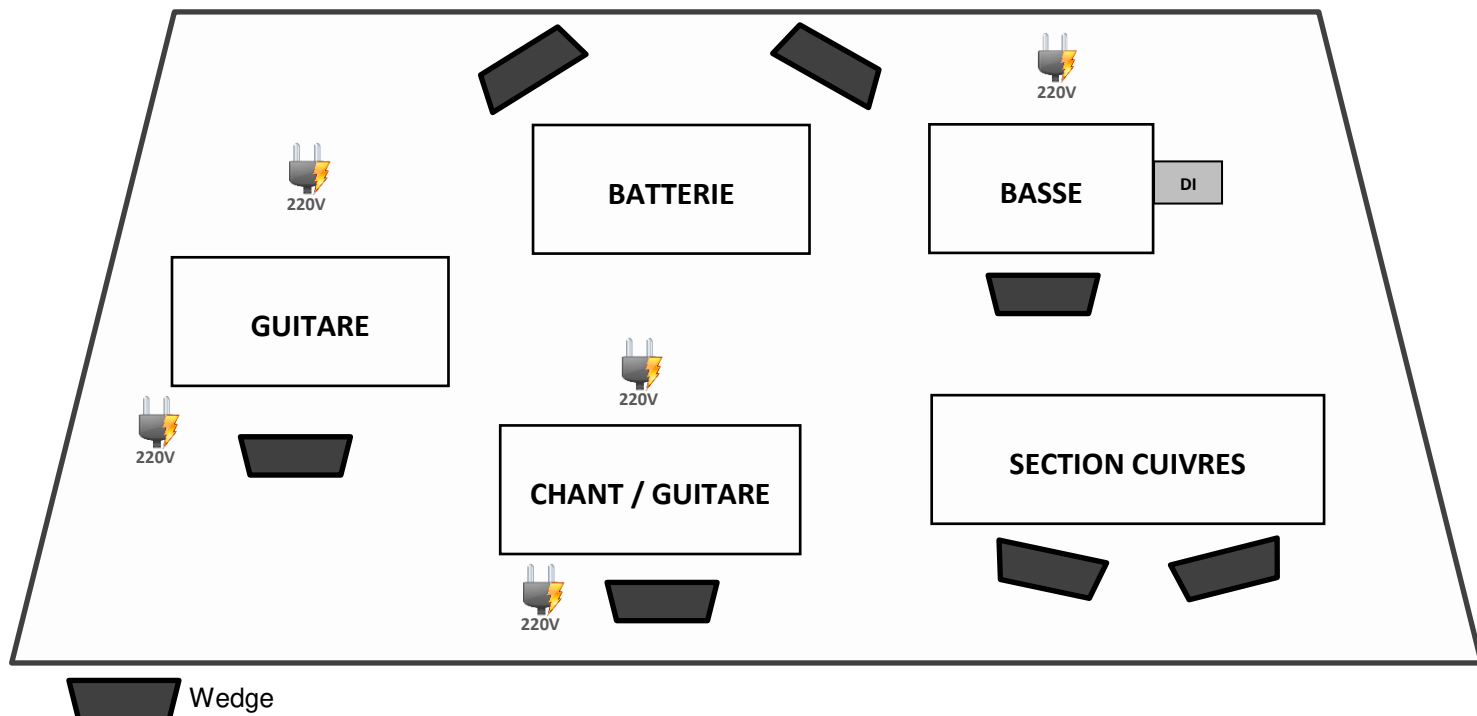 220V
220V
BATTERIE
BASSE
DI
GUITARE
220V
220V
CHANT / GUITARE
SECTION CUIVRES
220V
Wedge